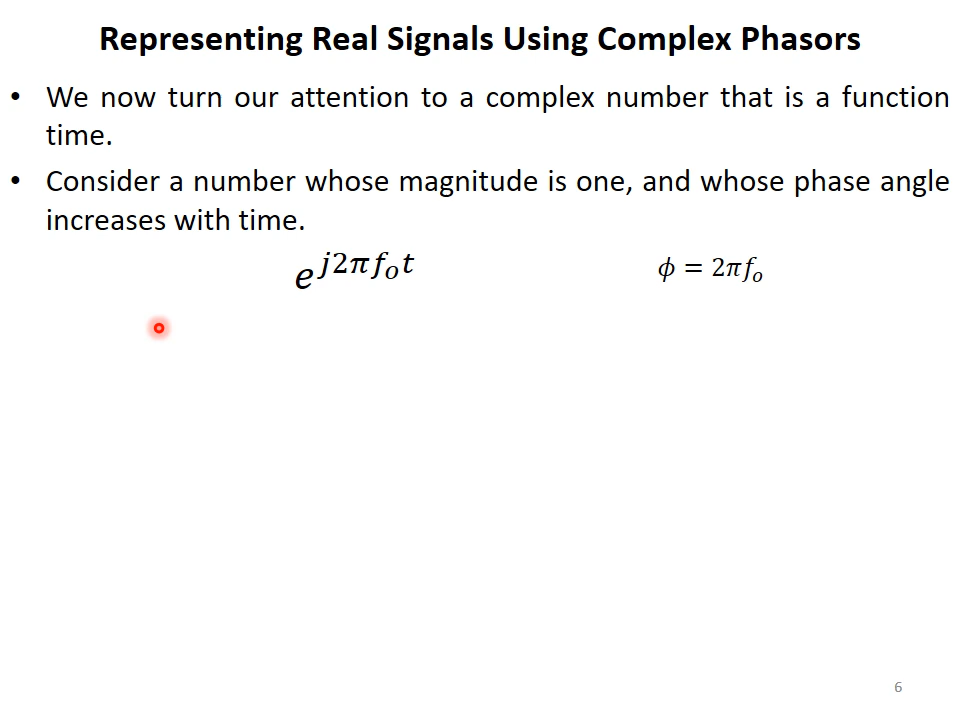 Representing Real Signals Using Complex Phasors
• We now turn our attention to a complex number that is a function
time.
• Consider a number whose magnitude is one, and whose phase angle
increases with time.
e^{j2πf_o t}
ϕ = 2πf_o
6